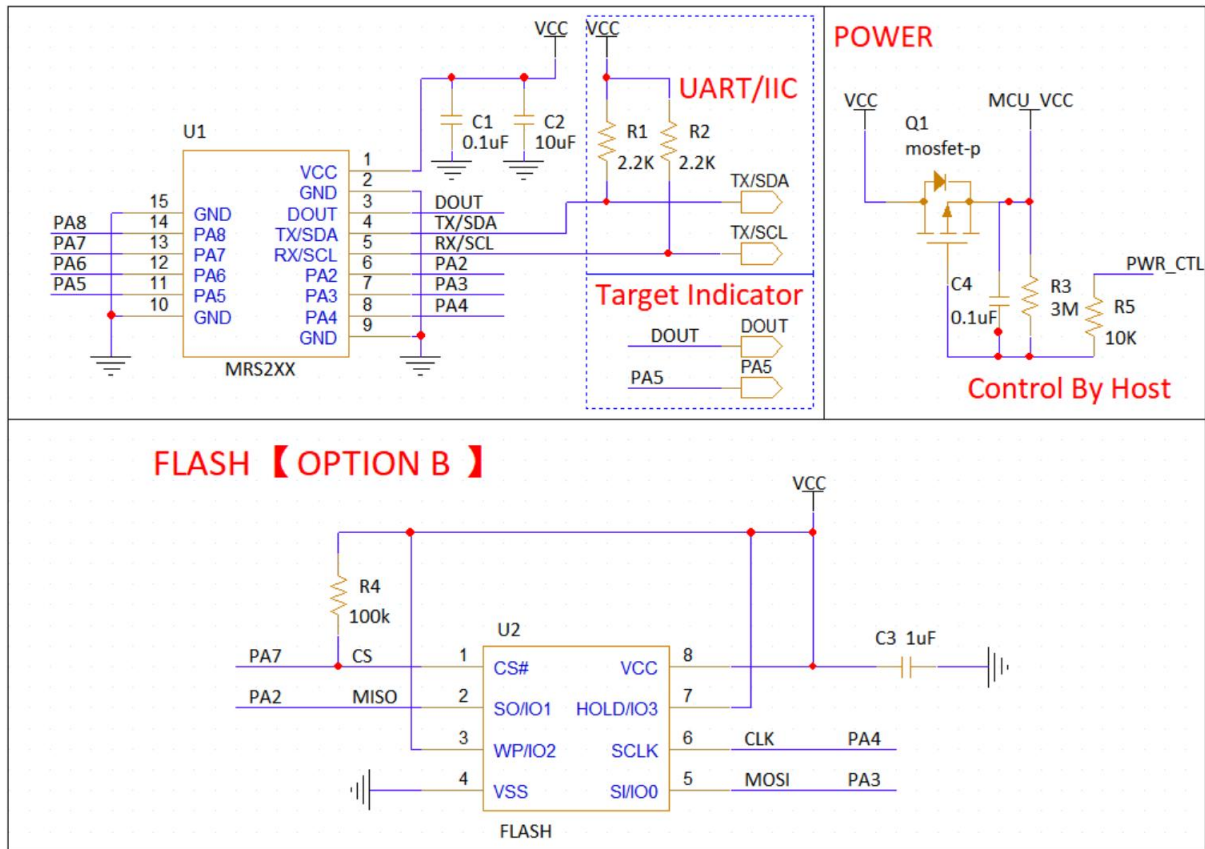 VCC
VCC
UART/IIC
U1
C1
0.1uF
C2
10uF
R1
2.2K
R2
2.2K
VCC 1
GND 2
DOUT 3 DOUT
TX/SDA 4 TX/SDA
RX/SCL 5 RX/SCL
PA2 6 PA2
PA3 7 PA3
PA4 8 PA4
GND 9
15 GND
PA8 14 PA8
PA7 13 PA7
PA6 12 PA6
PA5 11 PA5
10 GND
MRS2XX
TX/SDA
TX/SCL
Target Indicator
DOUT DOUT
PA5 PA5
POWER
VCC
MCU_VCC
Q1
mosfet-p
C4
0.1uF
R3
3M
PWR_CTL
R5
10K
Control By Host
FLASH【 OPTION B 】
VCC
R4
100k
U2
C3 1uF
PA7 CS 1 CS# VCC 8
PA2 MISO 2 SO/IO1 HOLD/IO3 7
3 WP/IO2 SCLK 6 CLK PA4
4 VSS SI/IO0 5 MOSI PA3
FLASH